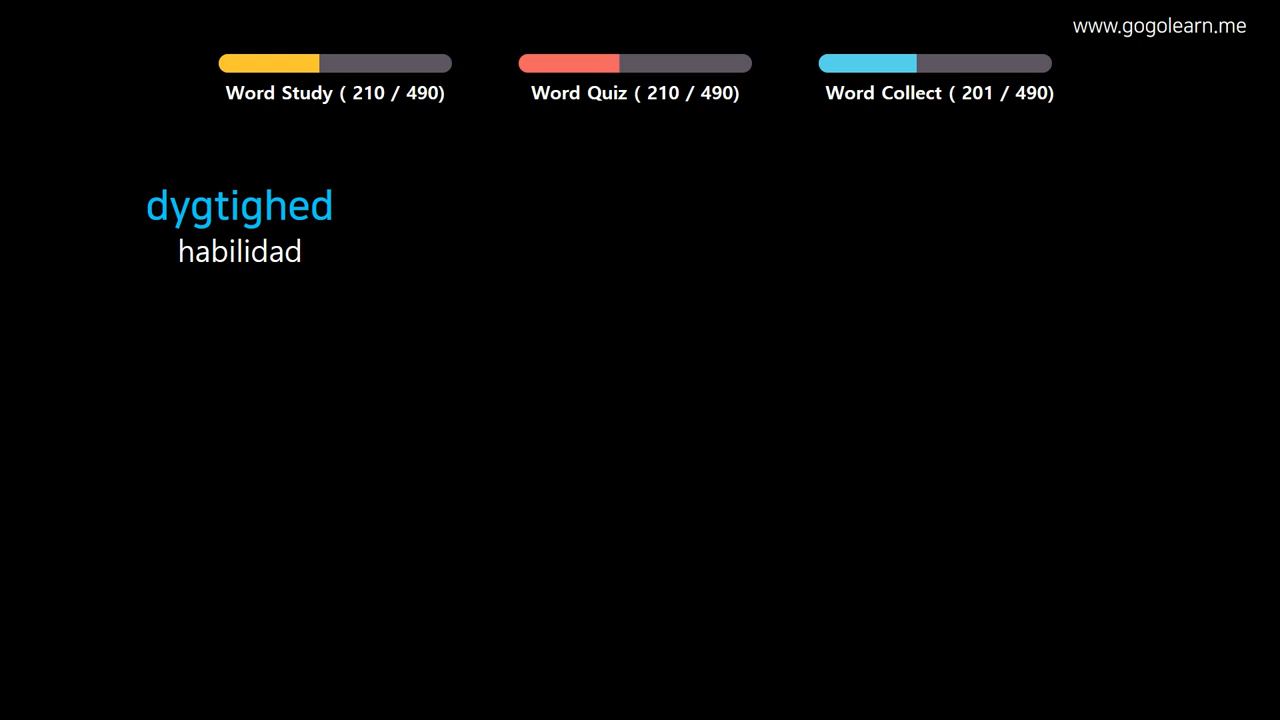 www.gogolearn.me
Word Study ( 210 / 490)
Word Quiz ( 210 / 490)
Word Collect ( 201 / 490)
dygtighed
habilidad